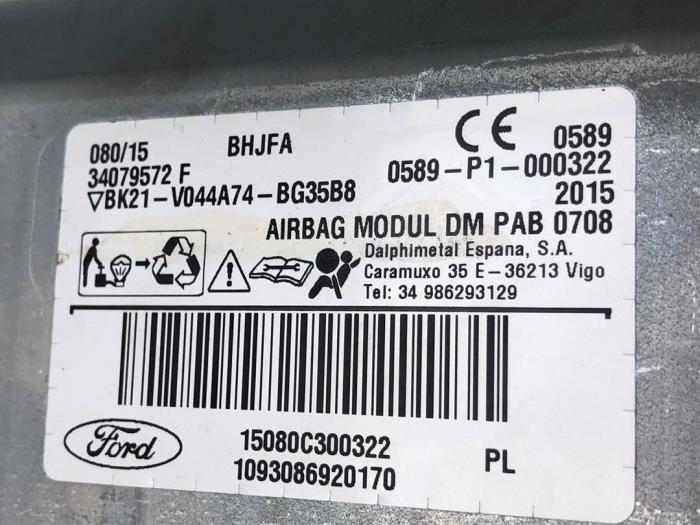 080/15 BHJFA CE 0589
34079572 F 0589-P1-000322
▽BK21-V044A74-BG35B8 2015
AIRBAG MODUL DM PAB 0708
Dalphimetal Espana, S.A.
Caramuxo 35 E-36213 Vigo
Tel: 34 986293129
Ford 15080C300322 PL
1093086920170